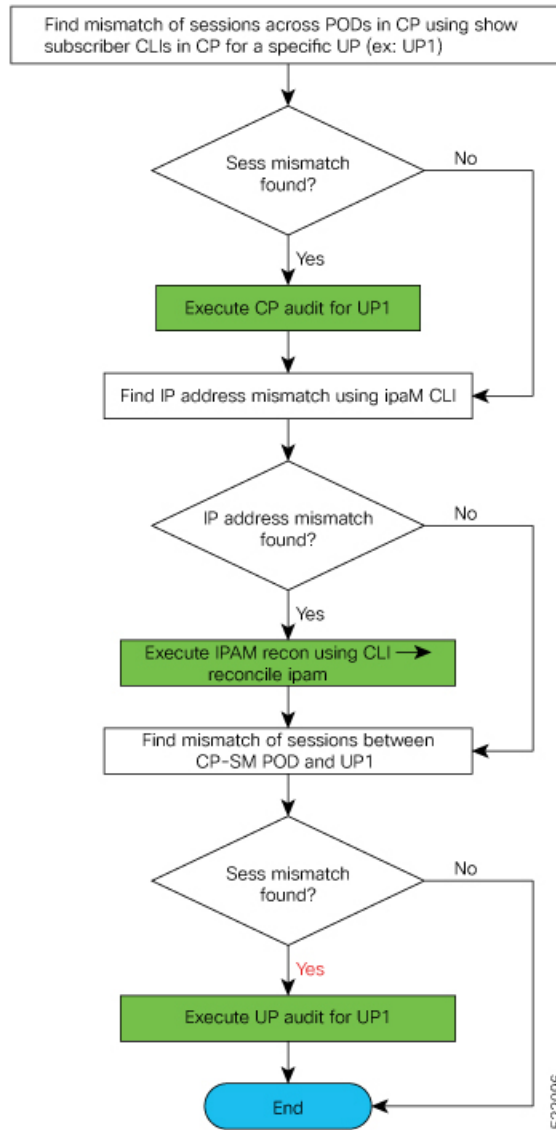 Find mismatch of sessions across PODs in CP using show
subscriber CLIs in CP for a specific UP (ex: UP1)
Sess mismatch
found?
No
Yes
Execute CP audit for UP1
Find IP address mismatch using ipaM CLI
IP address mismatch
found?
No
Yes
Execute IPAM recon using CLI →
reconcile ipam
Find mismatch of sessions between
CP-SM POD and UP1
Sess mismatch
found?
No
Yes
Execute UP audit for UP1
End